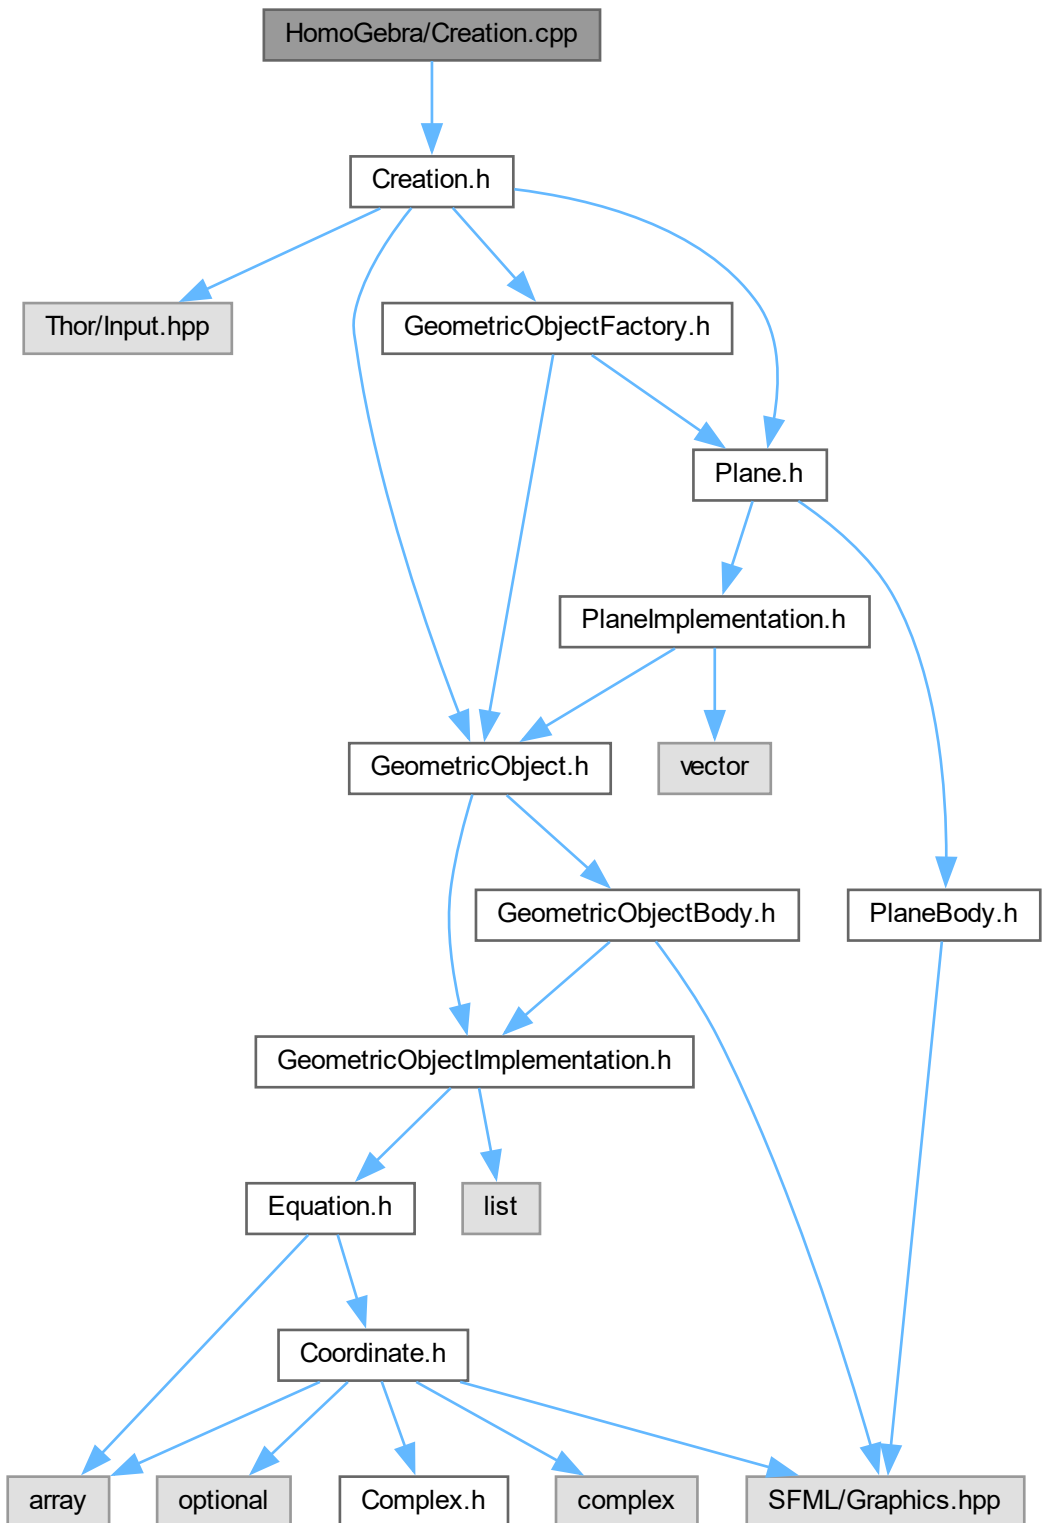 HomoGebra/Creation.cpp
Creation.h
Thor/Input.hpp
GeometricObjectFactory.h
Plane.h
PlaneImplementation.h
GeometricObject.h
vector
GeometricObjectBody.h
PlaneBody.h
GeometricObjectImplementation.h
Equation.h
list
Coordinate.h
array
optional
Complex.h
complex
SFML/Graphics.hpp